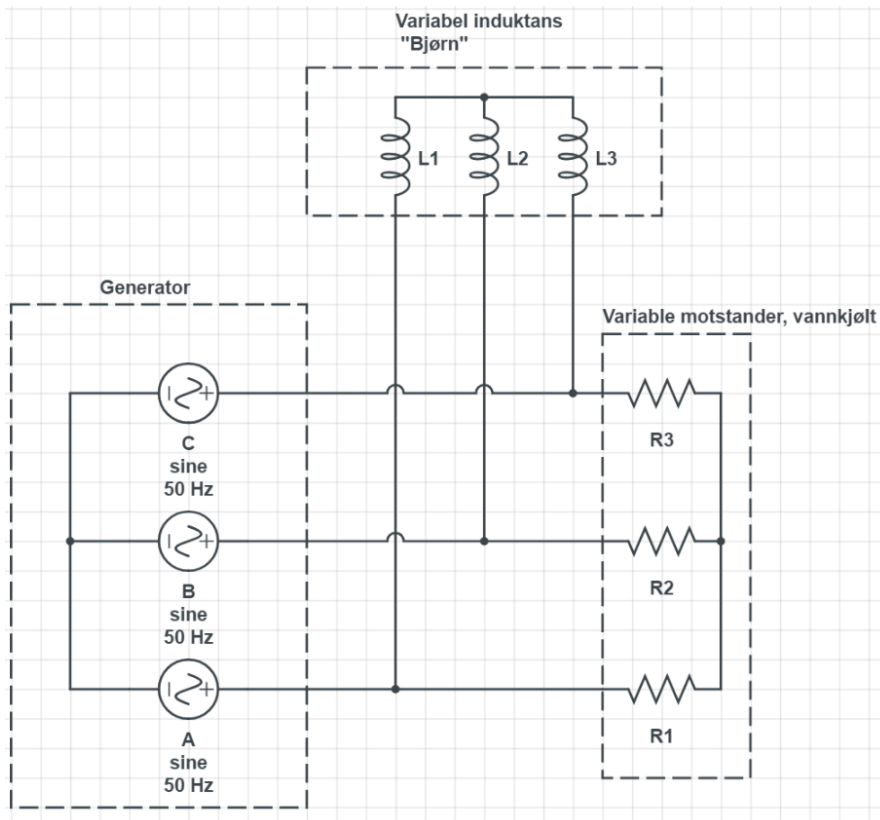 Variabel induktans
"Bjørn"
L1
L2
L3
Generator
Variable motstander, vannkjølt
C
sine
50 Hz
R3
B
sine
50 Hz
R2
A
sine
50 Hz
R1